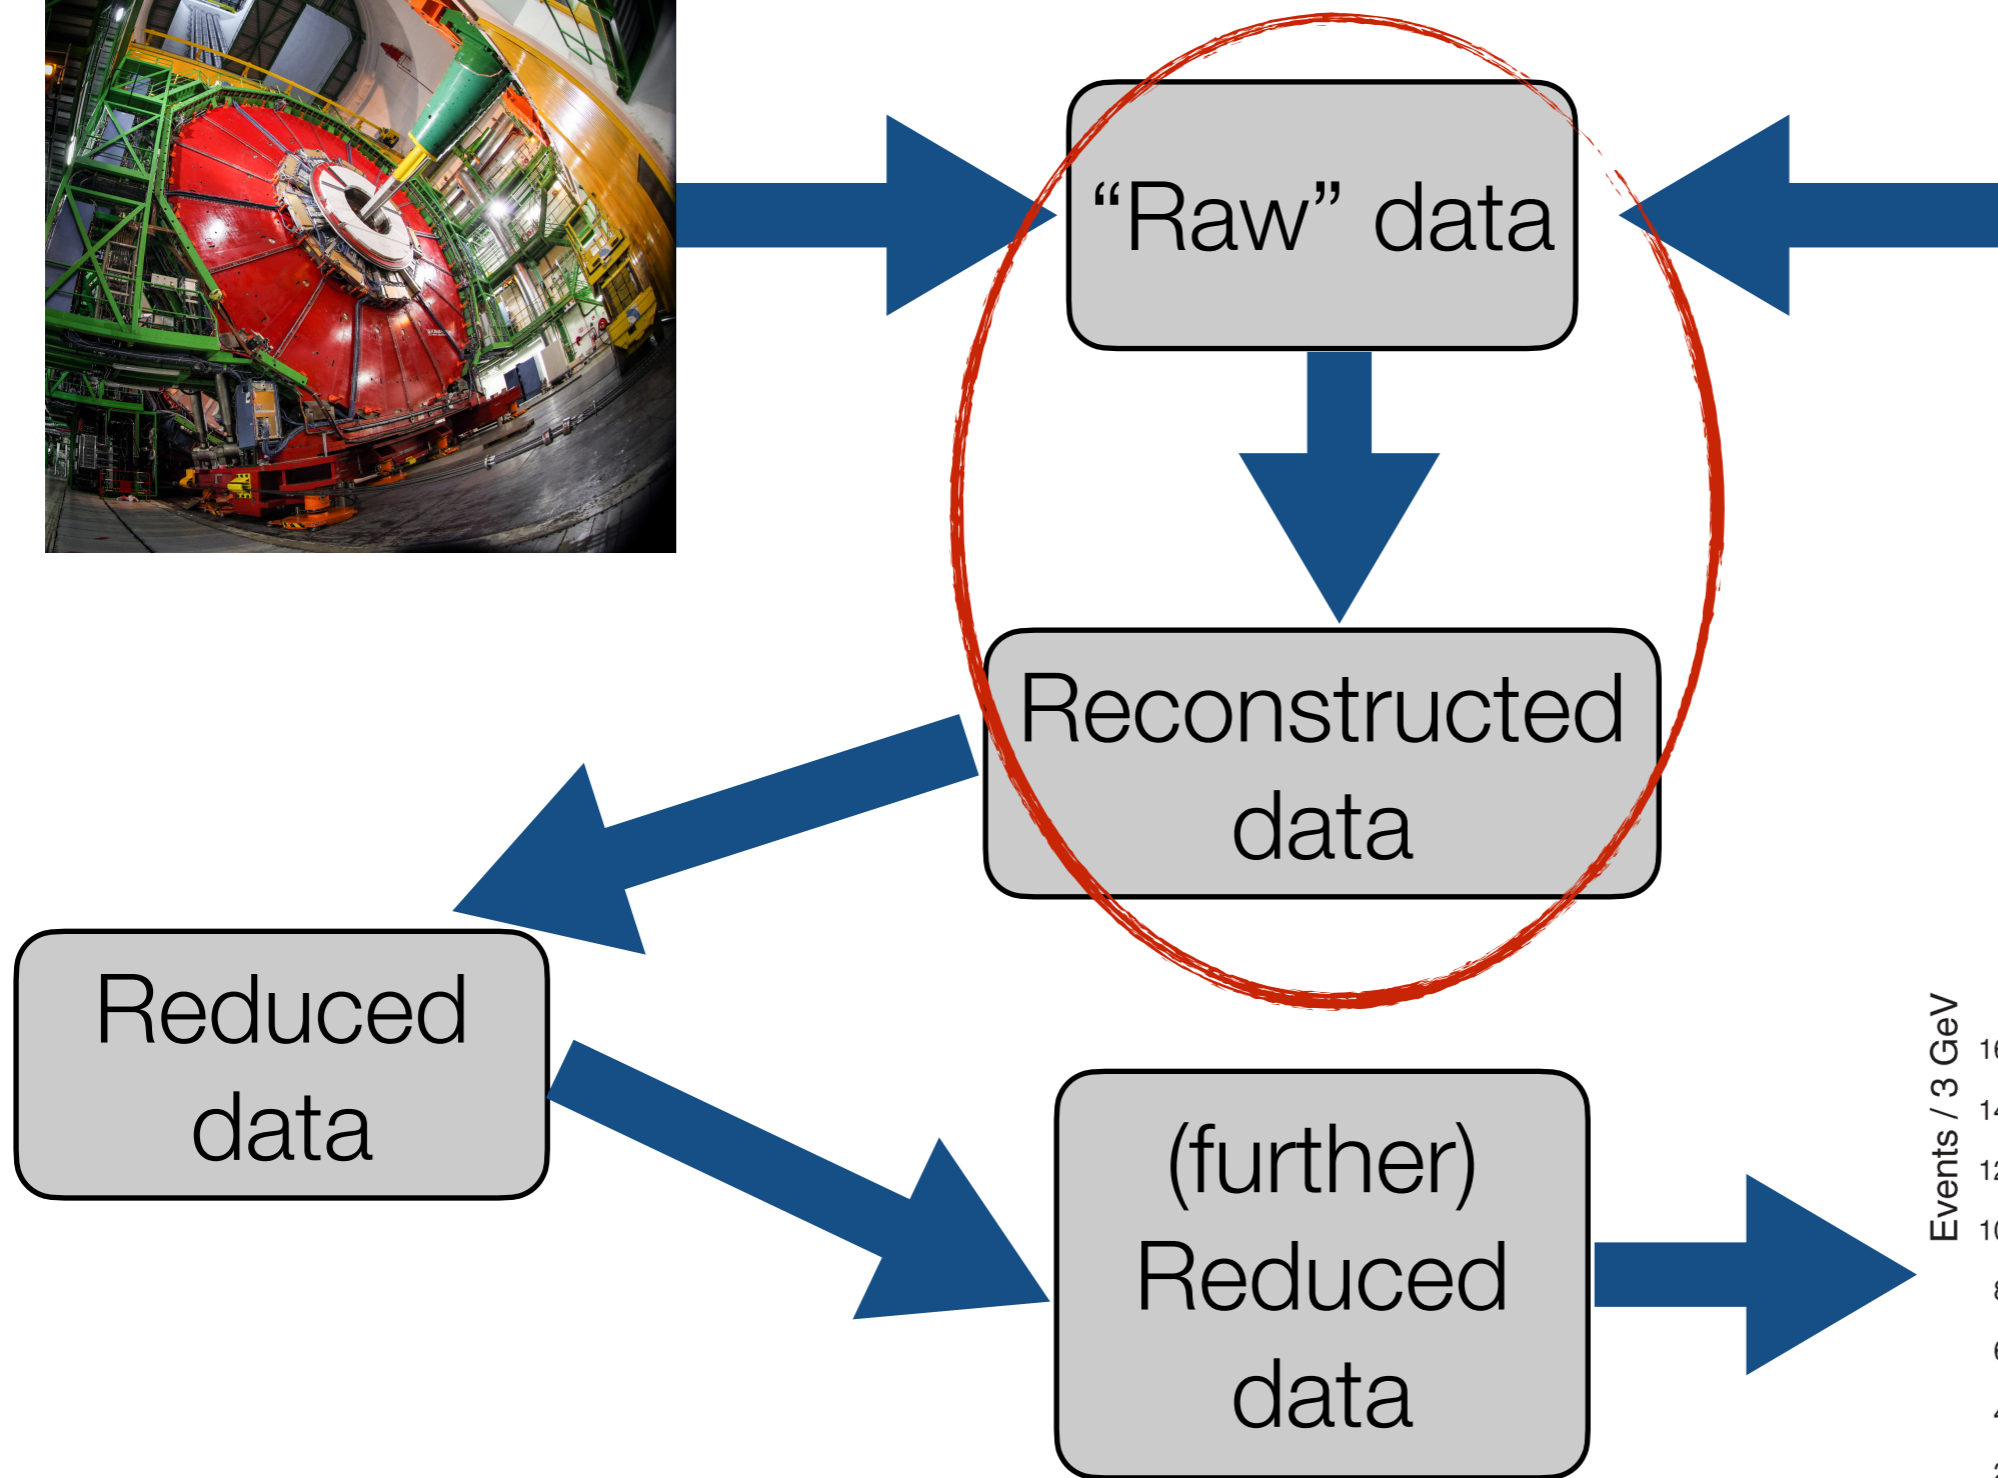 “Raw” data
Reconstructed
data
Reduced
data
(further)
Reduced
data
Events / 3 GeV